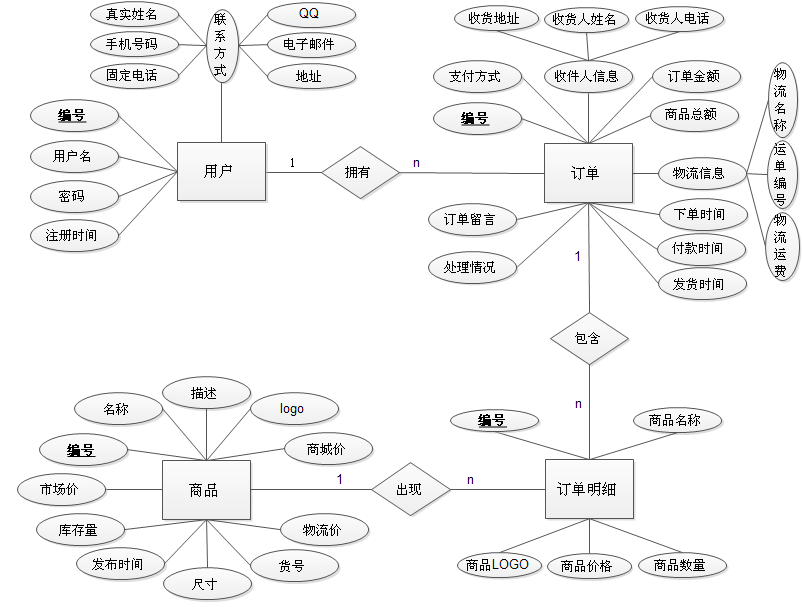 真实姓名
手机号码
固定电话
联系方式
QQ
电子邮件
地址
编号
用户名
密码
注册时间
用户
1
拥有
n
收货地址
收货人姓名
收货人电话
支付方式
收件人信息
订单金额
编号
商品总额
订单
物流信息
物流名称
运单编号
物流运费
订单留言
处理情况
下单时间
付款时间
发货时间
1
包含
n
名称
描述
logo
编号
商城价
市场价
商品
库存量
物流价
发布时间
尺寸
货号
1
出现
n
编号
商品名称
订单明细
商品LOGO
商品价格
商品数量